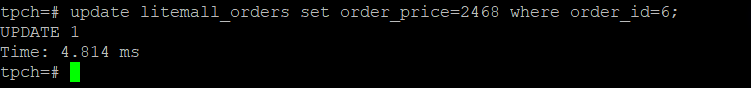 tpch=# update litemall_orders set order_price=2468 where order_id=6;
UPDATE 1
Time: 4.814 ms
tpch=#